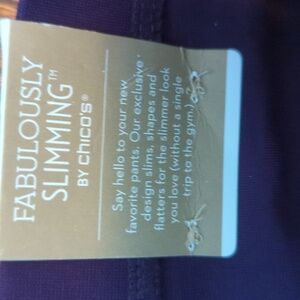 FABULOUSLY
SLIMMING™
BY chico's®
Say hello to your new
favorite pants. Our exclusive
design slims, shapes and
flatters for the slimmer look
you love (without a single
trip to the gym.)